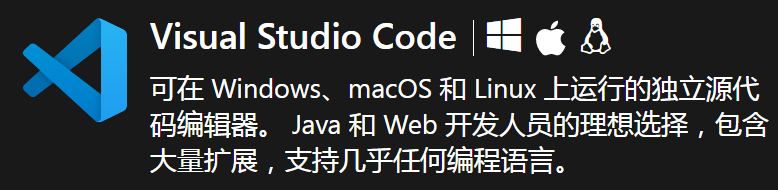 Visual Studio Code
可在 Windows、macOS 和 Linux 上运行的独立源代
码编辑器。 Java 和 Web 开发人员的理想选择，包含
大量扩展，支持几乎任何编程语言。